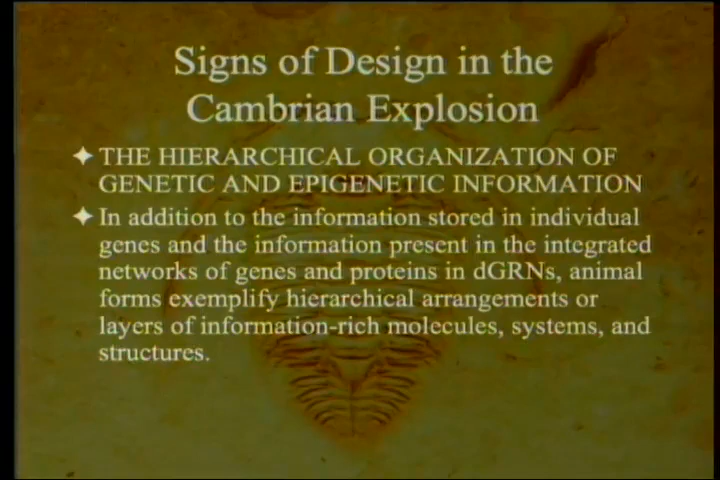 Signs of Design in the
Cambrian Explosion
THE HIERARCHICAL ORGANIZATION OF
GENETIC AND EPIGENETIC INFORMATION
In addition to the information stored in individual
genes and the information present in the integrated
networks of genes and proteins in dGRNs, animal
forms exemplify hierarchical arrangements or
layers of information-rich molecules, systems, and
structures.